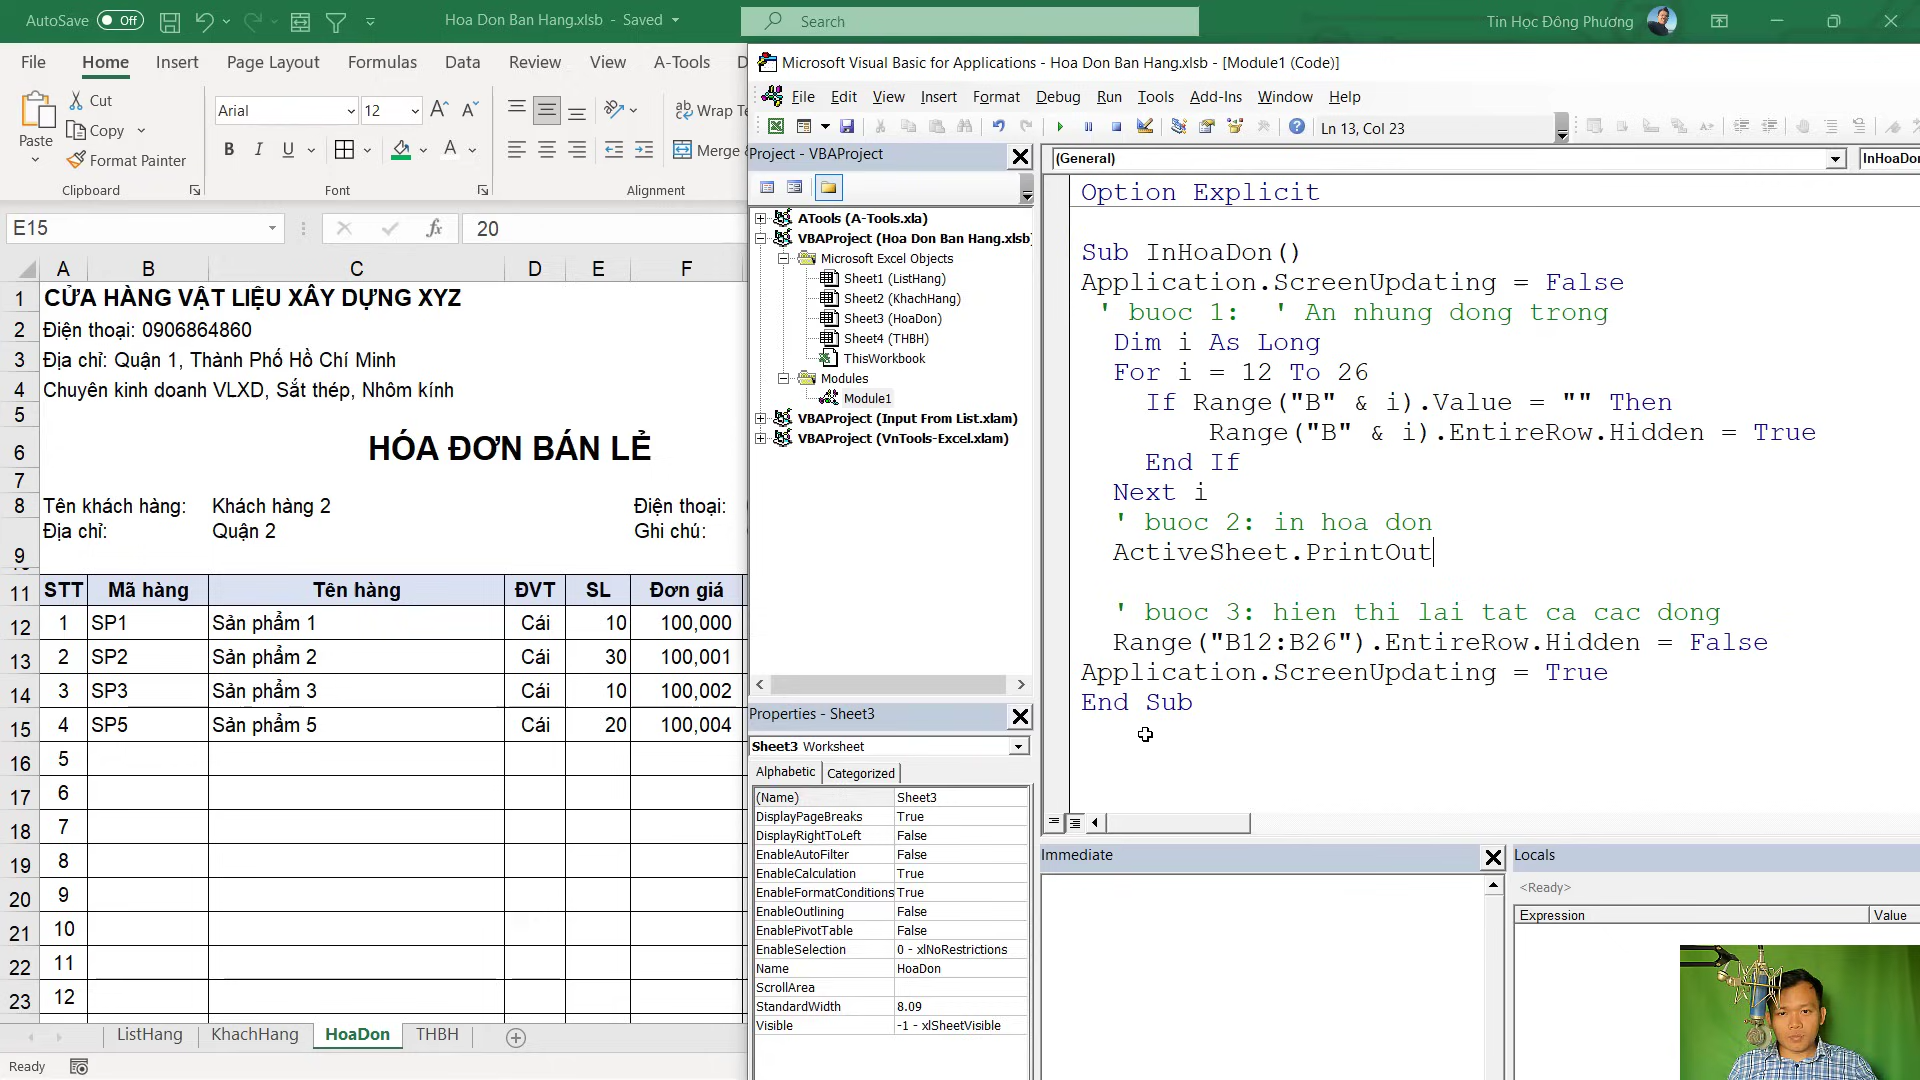 AutoSave Off Hoa Don Ban Hang.xlsb - Saved Search Tin Học Đông Phương
File Home Insert Page Layout Formulas Data Review View A-Tools D
Paste Cut Copy Format Painter Clipboard
Arial 12 B I U A Font
ab Wrap Te
Merge Alignment
E15 fx 20
A B C D E F
1 CỬA HÀNG VẬT LIỆU XÂY DỰNG XYZ
2 Điện thoại: 0906864860
3 Địa chỉ: Quận 1, Thành Phố Hồ Chí Minh
4 Chuyên kinh doanh VLXD, Sắt thép, Nhôm kính
5
6 HÓA ĐƠN BÁN LẺ
7
8 Tên khách hàng: Khách hàng 2 Điện thoại:
9 Địa chỉ: Quận 2 Ghi chú:
11 STT Mã hàng Tên hàng ĐVT SL Đơn giá
12 1 SP1 Sản phẩm 1 Cái 10 100,000
13 2 SP2 Sản phẩm 2 Cái 30 100,001
14 3 SP3 Sản phẩm 3 Cái 10 100,002
15 4 SP5 Sản phẩm 5 Cái 20 100,004
16 5
17 6
18 7
19 8
20 9
21 10
22 11
23 12
ListHang KhachHang HoaDon THBH
Ready
Microsoft Visual Basic for Applications - Hoa Don Ban Hang.xlsb - [Module1 (Code)]
File Edit View Insert Format Debug Run Tools Add-Ins Window Help
Ln 13, Col 23
Project - VBAProject
ATools (A-Tools.xla)
VBAProject (Hoa Don Ban Hang.xlsb)
Microsoft Excel Objects
Sheet1 (ListHang)
Sheet2 (KhachHang)
Sheet3 (HoaDon)
Sheet4 (THBH)
ThisWorkbook
Modules
Module1
VBAProject (Input From List.xlam)
VBAProject (VnTools-Excel.xlam)
Properties - Sheet3
Sheet3 Worksheet
Alphabetic Categorized
(Name) Sheet3
DisplayPageBreaks True
DisplayRightToLeft False
EnableAutoFilter False
EnableCalculation True
EnableFormatConditions True
EnableOutlining False
EnablePivotTable False
EnableSelection 0 - xlNoRestrictions
Name HoaDon
ScrollArea
StandardWidth 8.09
Visible -1 - xlSheetVisible
(General) InHoaDon
Option Explicit
Sub InHoaDon()
Application.ScreenUpdating = False
' buoc 1: ' An nhung dong trong
Dim i As Long
For i = 12 To 26
If Range("B" & i).Value = "" Then
Range("B" & i).EntireRow.Hidden = True
End If
Next i
' buoc 2: in hoa don
ActiveSheet.PrintOut
' buoc 3: hien thi lai tat ca cac dong
Range("B12:B26").EntireRow.Hidden = False
Application.ScreenUpdating = True
End Sub
Immediate
Locals
<Ready>
Expression Value